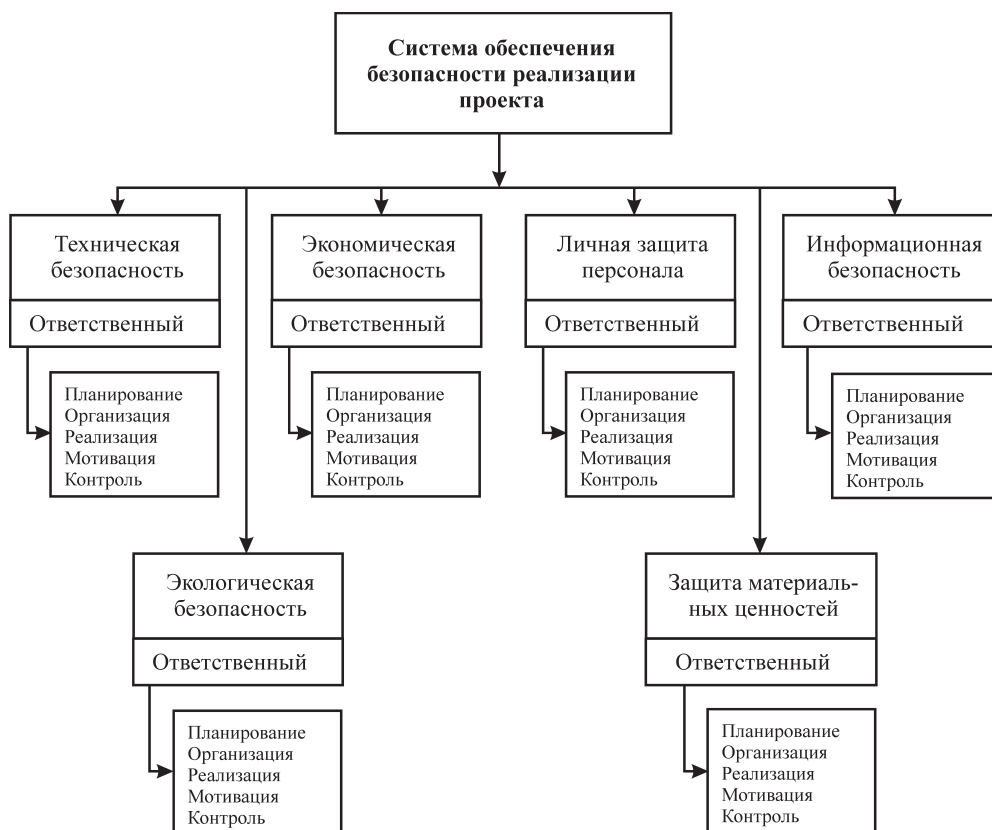 Система обеспечения
безопасности реализации
проекта
Техническая
безопасность
Ответственный
Планирование
Организация
Реализация
Мотивация
Контроль
Экономическая
безопасность
Ответственный
Планирование
Организация
Реализация
Мотивация
Контроль
Личная защита
персонала
Ответственный
Планирование
Организация
Реализация
Мотивация
Контроль
Информационная
безопасность
Ответственный
Планирование
Организация
Реализация
Мотивация
Контроль
Экологическая
безопасность
Ответственный
Планирование
Организация
Реализация
Мотивация
Контроль
Защита материаль-
ных ценностей
Ответственный
Планирование
Организация
Реализация
Мотивация
Контроль